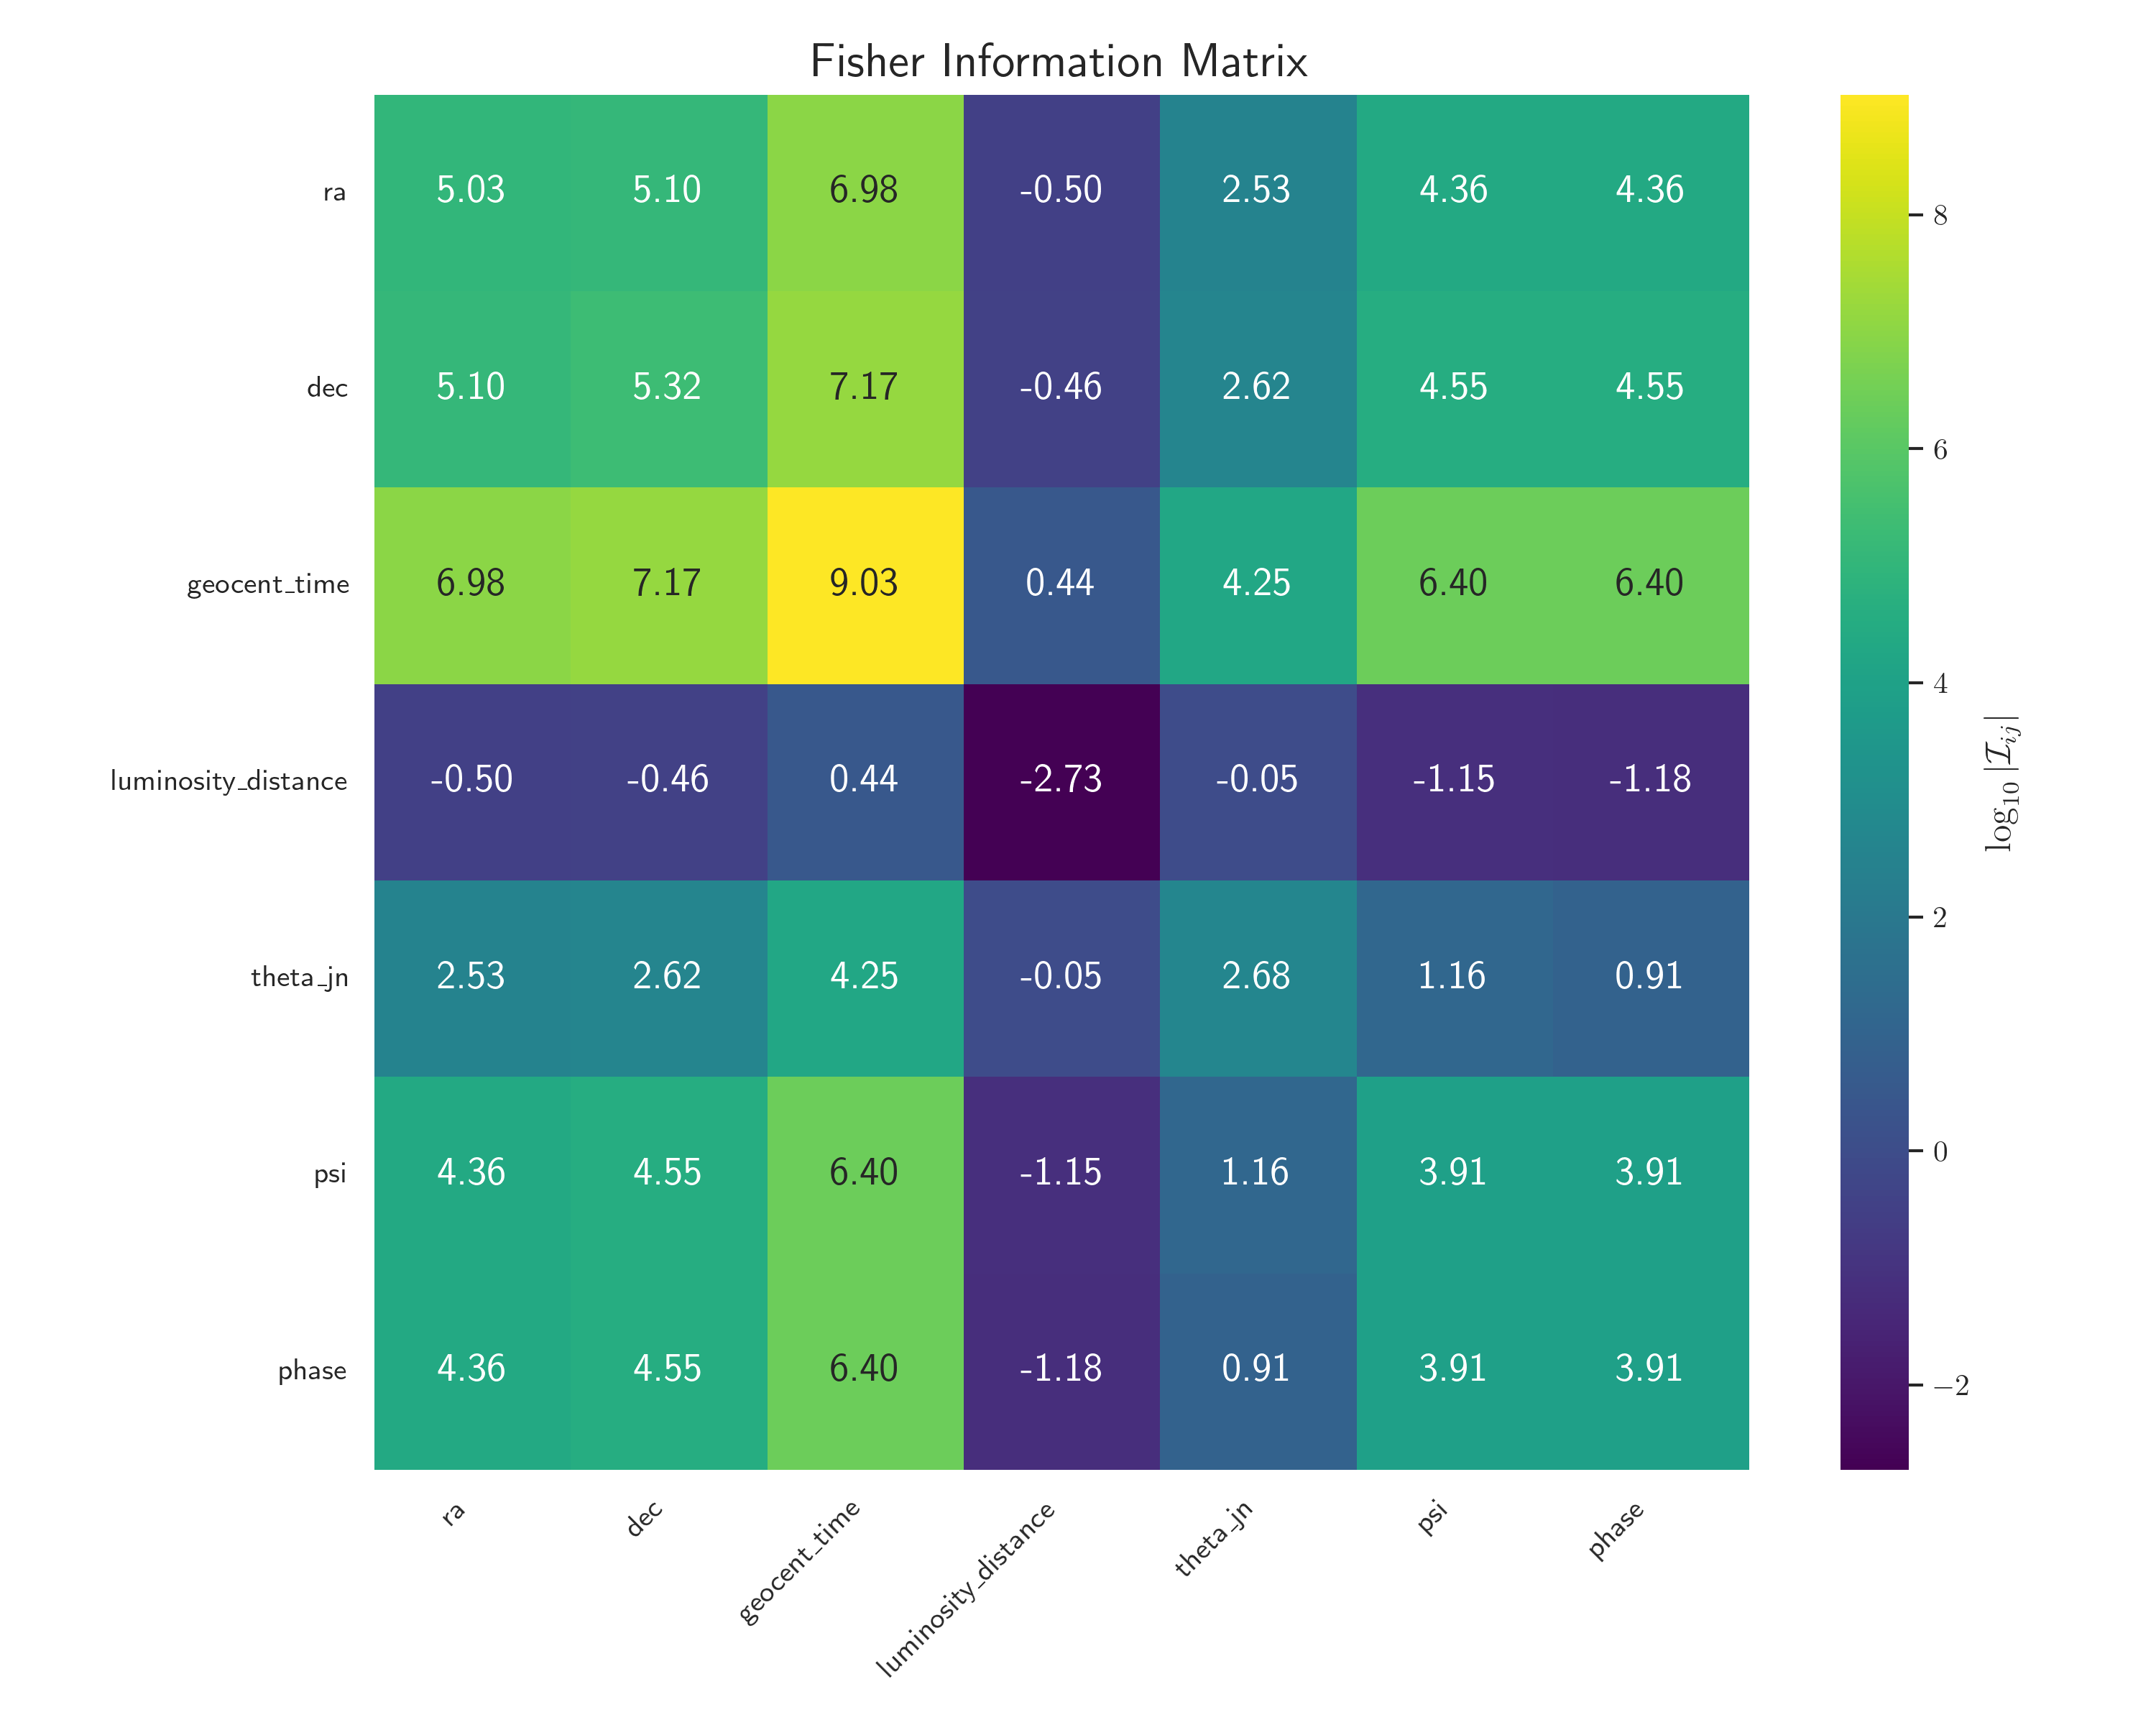 Fisher Information Matrix
ra 5.03 5.10 6.98 -0.50 2.53 4.36 4.36
dec 5.10 5.32 7.17 -0.46 2.62 4.55 4.55
geocent_time 6.98 7.17 9.03 0.44 4.25 6.40 6.40
luminosity_distance -0.50 -0.46 0.44 -2.73 -0.05 -1.15 -1.18
theta_jn 2.53 2.62 4.25 -0.05 2.68 1.16 0.91
psi 4.36 4.55 6.40 -1.15 1.16 3.91 3.91
phase 4.36 4.55 6.40 -1.18 0.91 3.91 3.91
ra dec geocent_time luminosity_distance theta_jn psi phase
8
6
4
2
0
−2
log₁₀|ℐᵢⱼ|